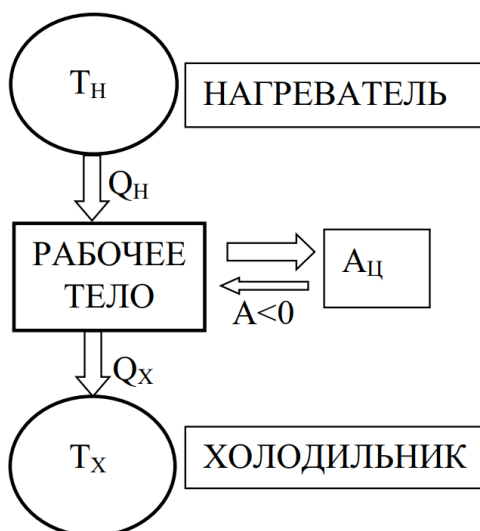 Tн
НАГРЕВАТЕЛЬ
Qн
РАБОЧЕЕ
ТЕЛО
Aц
A<0
Qх
Tх
ХОЛОДИЛЬНИК